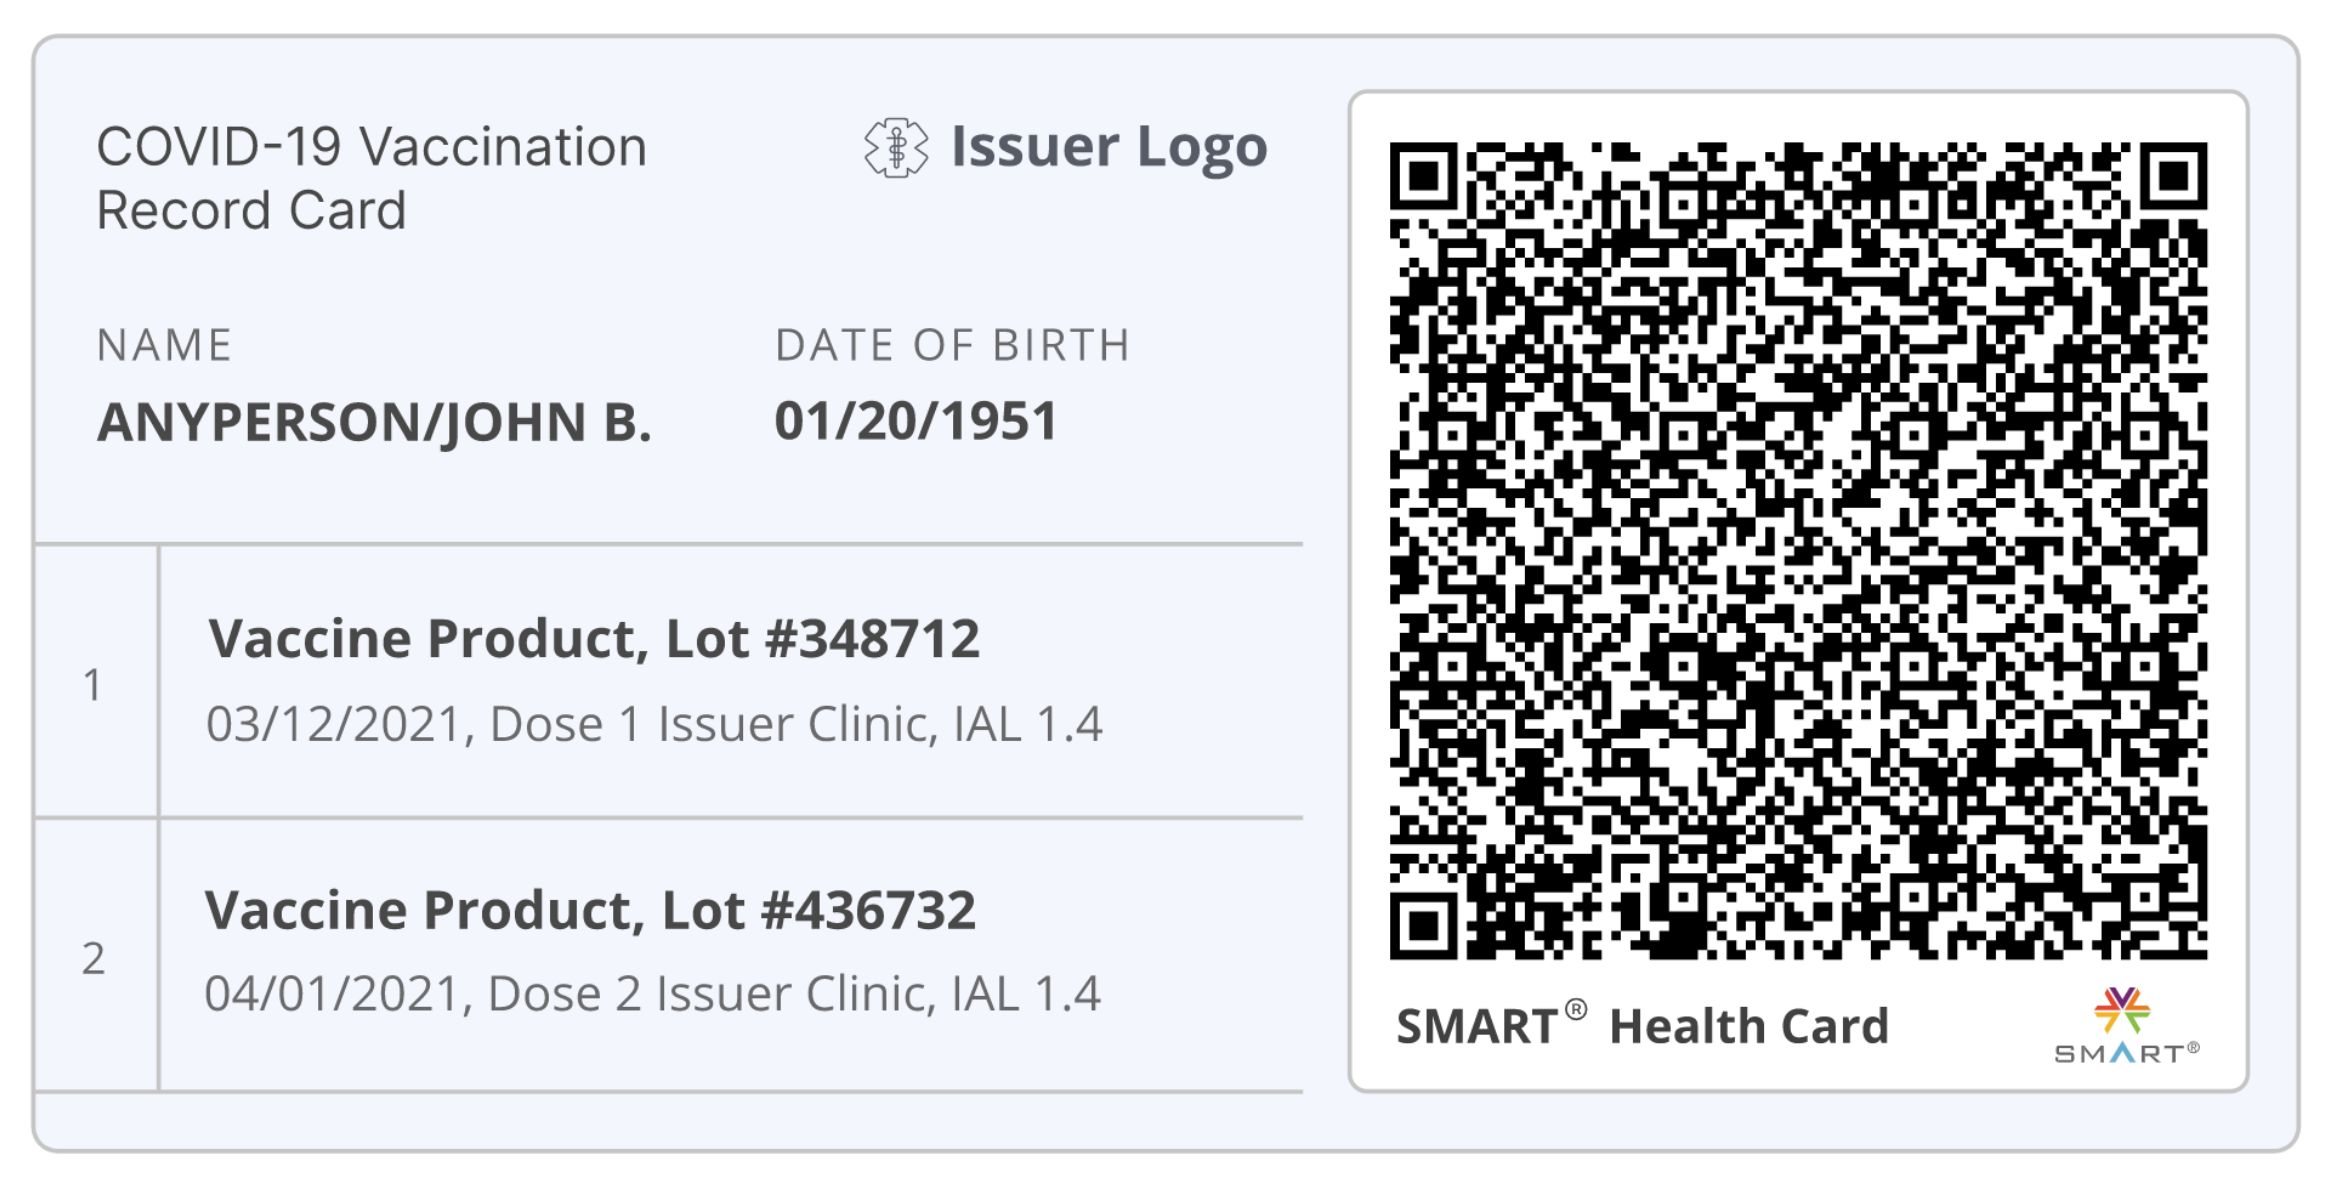 COVID-19 Vaccination
Record Card
Issuer Logo
NAME
ANYPERSON/JOHN B.
DATE OF BIRTH
01/20/1951
1
Vaccine Product, Lot #348712
03/12/2021, Dose 1 Issuer Clinic, IAL 1.4
2
Vaccine Product, Lot #436732
04/01/2021, Dose 2 Issuer Clinic, IAL 1.4
SMART® Health Card
SMART®